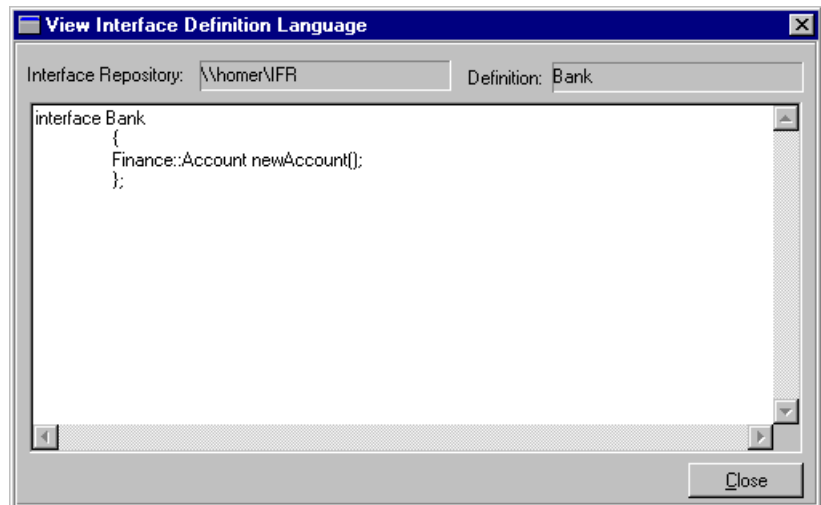 View Interface Definition Language
Interface Repository: \\homer\IFR Definition: Bank
interface Bank
{
Finance::Account newAccount();
};
Close